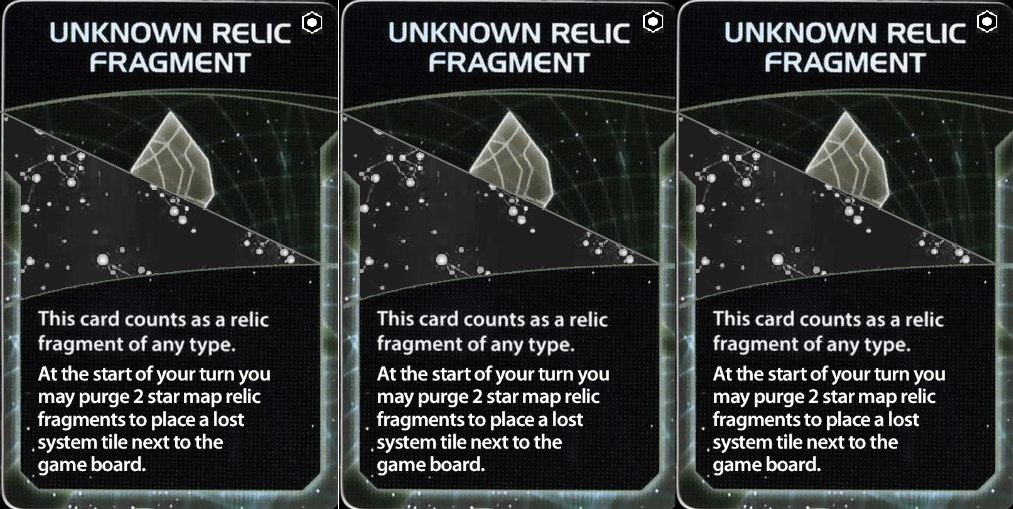 UNKNOWN RELIC
FRAGMENT
This card counts as a relic
fragment of any type.
At the start of your turn you
may purge 2 star map relic
fragments to place a lost
system tile next to the
game board.
UNKNOWN RELIC
FRAGMENT
This card counts as a relic
fragment of any type.
At the start of your turn you
may purge 2 star map relic
fragments to place a lost
system tile next to the
game board.
UNKNOWN RELIC
FRAGMENT
This card counts as a relic
fragment of any type.
At the start of your turn you
may purge 2 star map relic
fragments to place a lost
system tile next to the
game board.